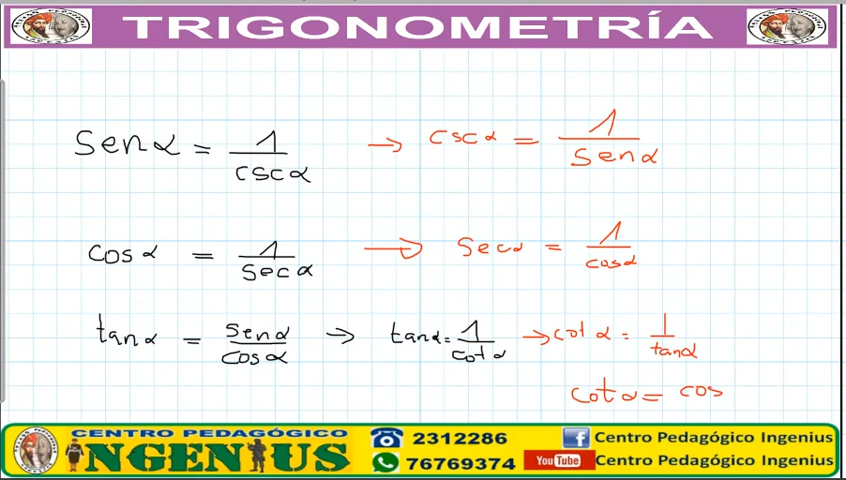 TRIGONOMETRÍA
Senα = 1/cscα → cscα = 1/Senα
cosα = 1/Secα → Secα = 1/cosα
tanα = Senα/cosα → tanα = 1/cotα → cotα = 1/tanα
cotα = cos
CENTRO PEDAGÓGICO
INGENIUS
2312286
76769374
Centro Pedagógico Ingenius
YouTube Centro Pedagógico Ingenius